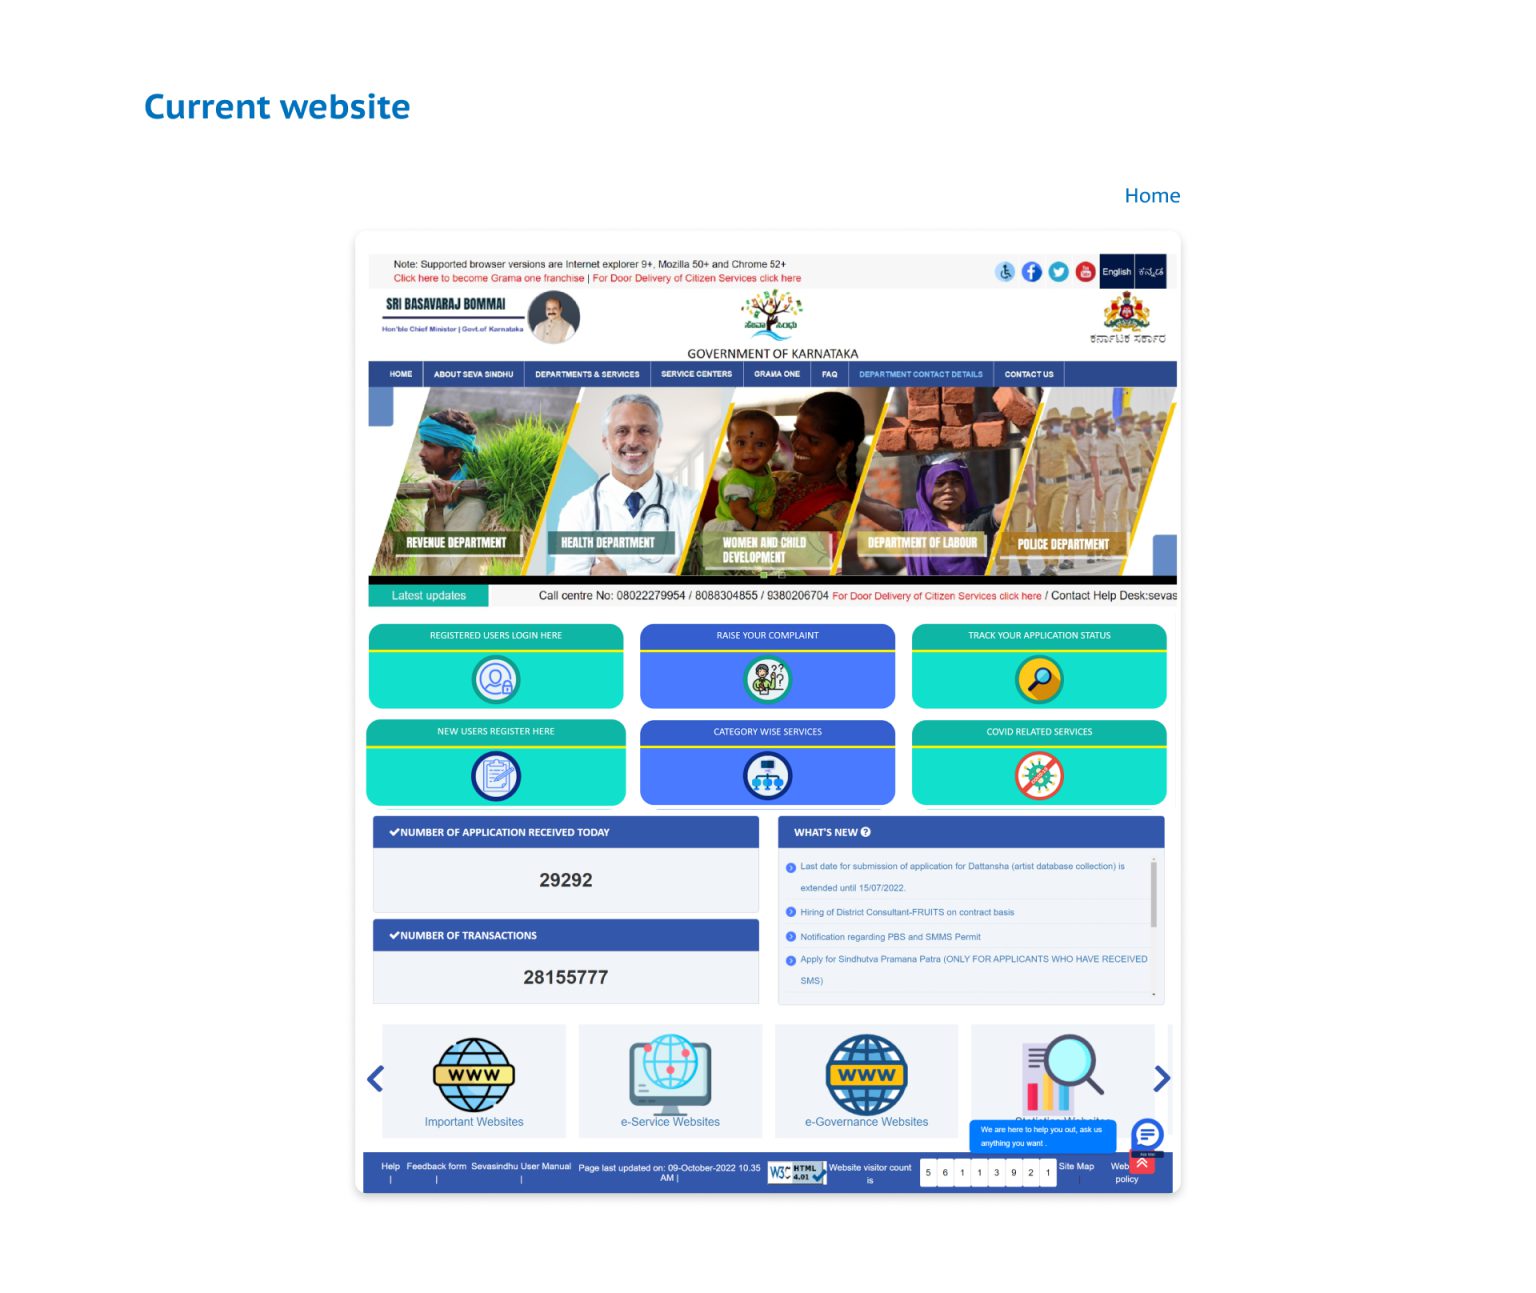 Current website
Home
Note: Supported browser versions are Internet explorer 9+, Mozilla 50+ and Chrome 52+
Click here to become Grama one franchise | For Door Delivery of Citizen Services click here
English ಕನ್ನಡ
SRI BASAVARAJ BOMMAI
Hon'ble Chief Minister | Govt.of Karnataka
ಸೇವಾ ಸಿಂಧು
ಕರ್ನಾಟಕ ಸರ್ಕಾರ
GOVERNMENT OF KARNATAKA
HOME ABOUT SEVA SINDHU DEPARTMENTS & SERVICES SERVICE CENTERS GRAMA ONE FAQ DEPARTMENT CONTACT DETAILS CONTACT US
REVENUE DEPARTMENT
HEALTH DEPARTMENT
WOMEN AND CHILD
DEVELOPMENT
DEPARTMENT OF LABOUR
POLICE DEPARTMENT
Latest updates Call centre No: 08022279954 / 8088304855 / 9380206704 For Door Delivery of Citizen Services click here / Contact Help Desk:sevas
REGISTERED USERS LOGIN HERE RAISE YOUR COMPLAINT TRACK YOUR APPLICATION STATUS
NEW USERS REGISTER HERE CATEGORY WISE SERVICES COVID RELATED SERVICES
NUMBER OF APPLICATION RECEIVED TODAY
29292
NUMBER OF TRANSACTIONS
28155777
WHAT'S NEW
Last date for submission of application for Dattansha (artist database collection) is
extended until 15/07/2022.
Hiring of District Consultant-FRUITS on contract basis
Notification regarding PBS and SMMS Permit
Apply for Sindhutva Pramana Patra (ONLY FOR APPLICANTS WHO HAVE RECEIVED
SMS)
WWW
WWW
Important Websites e-Service Websites e-Governance Websites Statistics Websites
We are here to help you out, ask us
anything you want .
Help | Feedback form | Sevasindhu User Manual |
Page last updated on: 09-October-2022 10.35
AM |
W3C HTML 4.01
Website visitor count
is
5 6 1 1 3 9 2 1
Site Map |
Web
policy